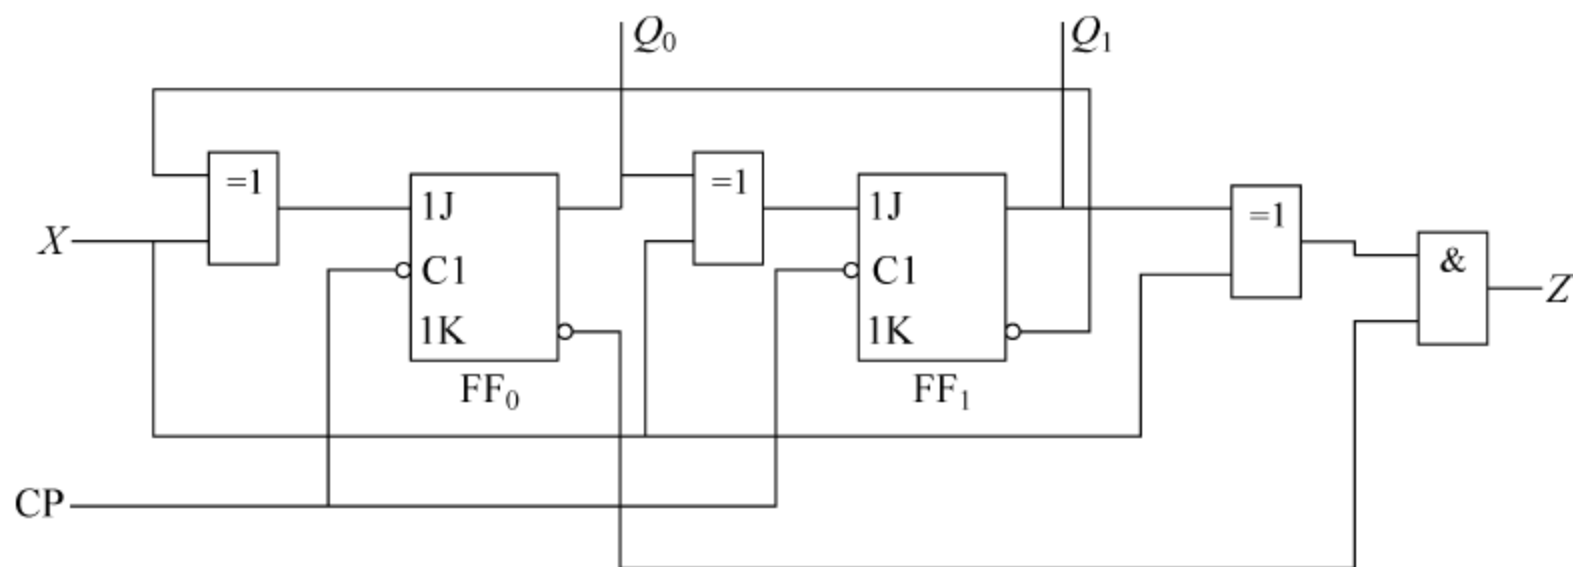 Q₀
Q₁
=1
=1
=1
1J
1J
X
C1
C1
&
Z
1K
1K
FF₀
FF₁
CP